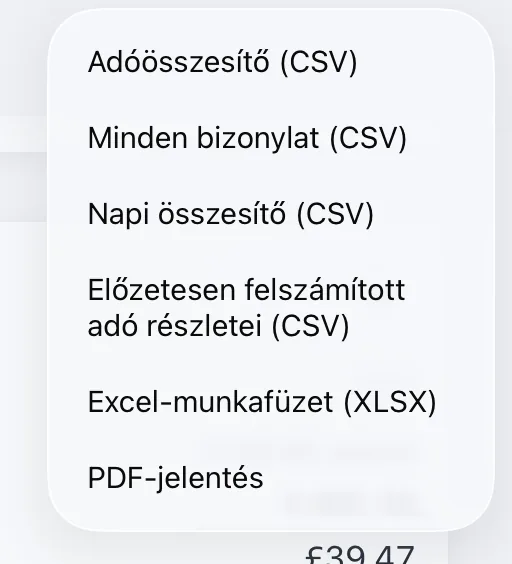 Adóösszesítő (CSV)
Minden bizonylat (CSV)
Napi összesítő (CSV)
Előzetesen felszámított
adó részletei (CSV)
Excel-munkafüzet (XLSX)
PDF-jelentés
£39.47